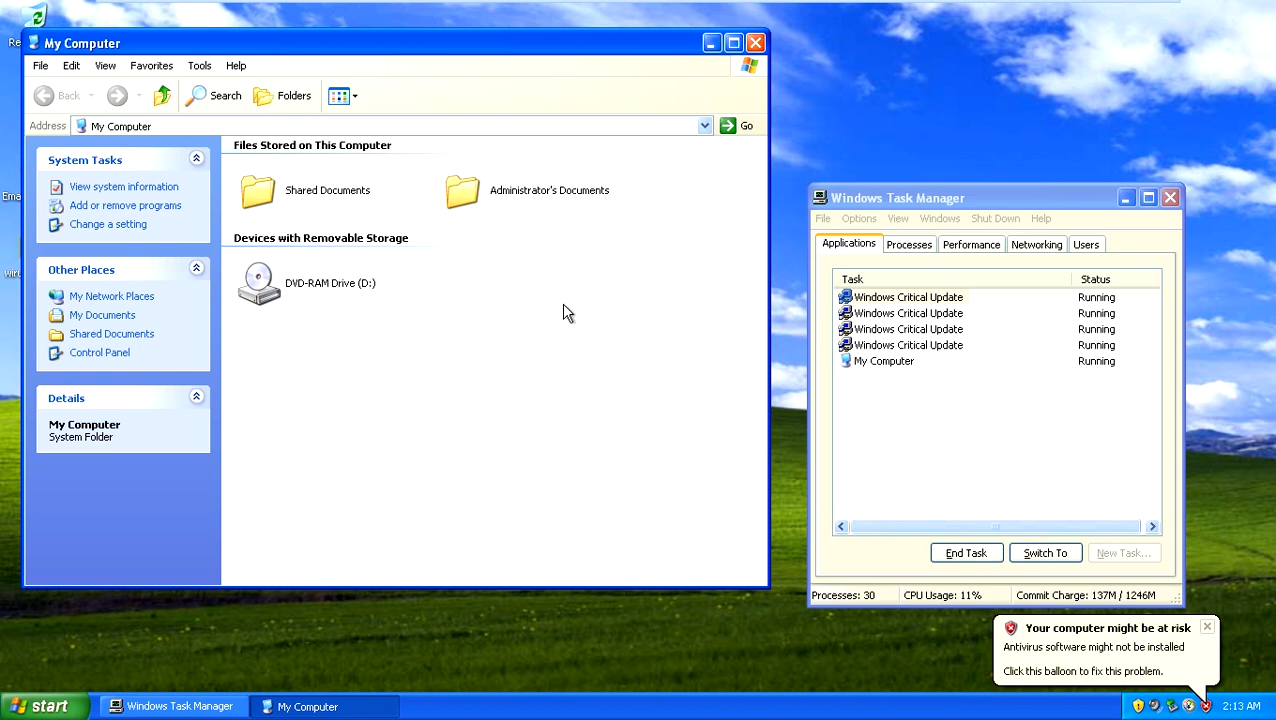 Re
My Computer
File Edit View Favorites Tools Help
Back Search Folders
Address My Computer Go
System Tasks
View system information
Add or remove programs
Change a setting
Other Places
My Network Places
My Documents
Shared Documents
Control Panel
Details
My Computer
System Folder
Files Stored on This Computer
Shared Documents Administrator's Documents
Devices with Removable Storage
DVD-RAM Drive (D:)
Ema
Windows Task Manager
File Options View Windows Shut Down Help
Applications Processes Performance Networking Users
Task Status
Windows Critical Update Running
Windows Critical Update Running
Windows Critical Update Running
Windows Critical Update Running
My Computer Running
End Task Switch To New Task...
Processes: 30 CPU Usage: 11% Commit Charge: 137M / 1246M
Your computer might be at risk
Antivirus software might not be installed
Click this balloon to fix this problem.
start Windows Task Manager My Computer 2:13 AM